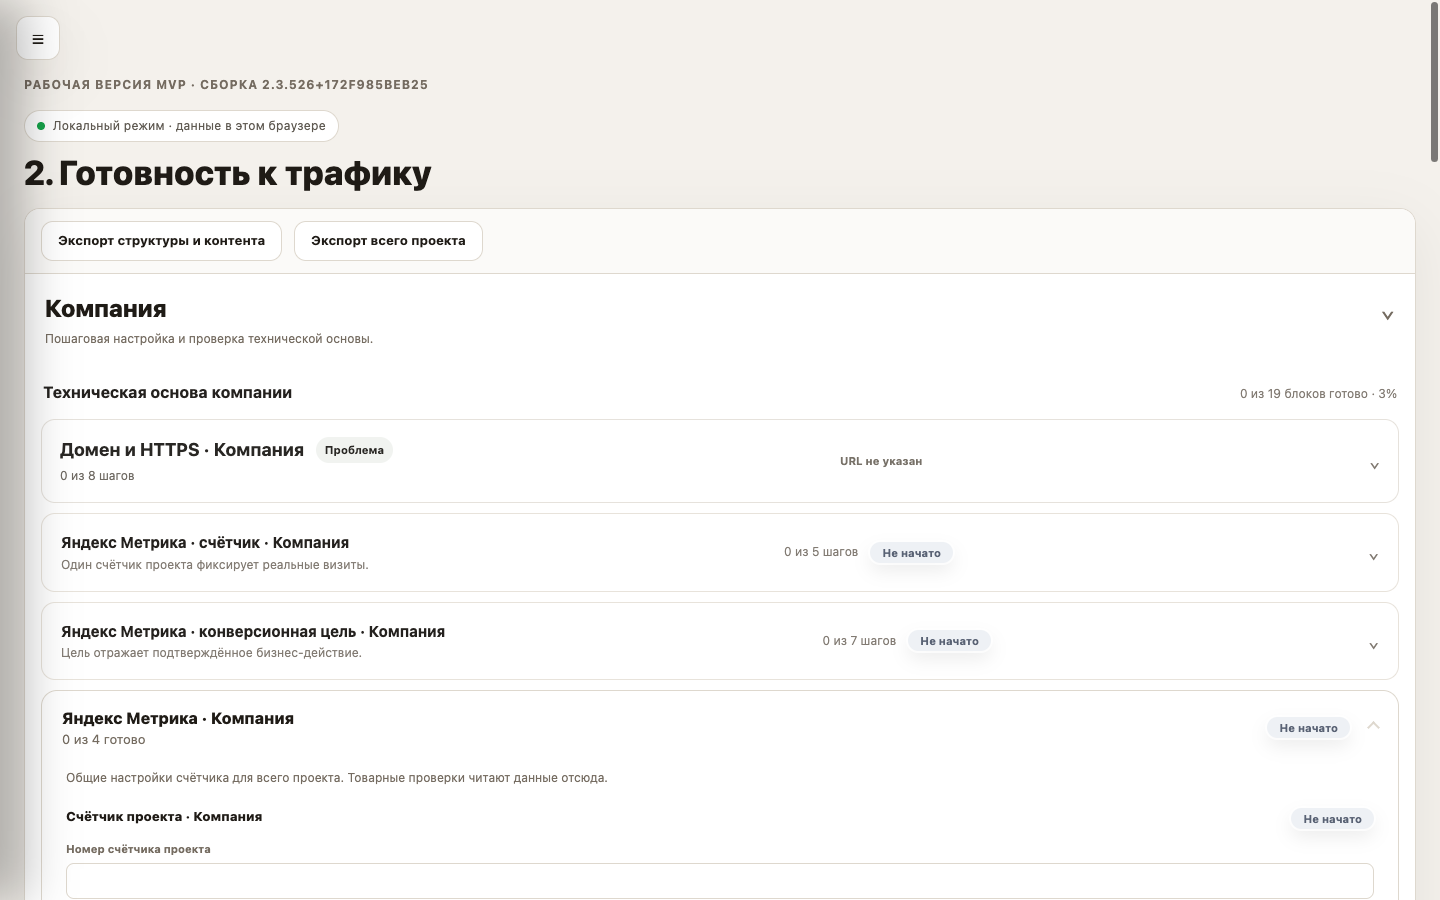 ☰
РАБОЧАЯ ВЕРСИЯ MVP · СБОРКА 2.3.526+172F985BEB25
Локальный режим · данные в этом браузере
2. Готовность к трафику
Экспорт структуры и контента
Экспорт всего проекта
Компания
Пошаговая настройка и проверка технической основы.
Техническая основа компании
0 из 19 блоков готово · 3%
Домен и HTTPS · Компания
Проблема
0 из 8 шагов
URL не указан
Яндекс Метрика · счётчик · Компания
Один счётчик проекта фиксирует реальные визиты.
0 из 5 шагов
Не начато
Яндекс Метрика · конверсионная цель · Компания
Цель отражает подтверждённое бизнес-действие.
0 из 7 шагов
Не начато
Яндекс Метрика · Компания
0 из 4 готово
Не начато
Общие настройки счётчика для всего проекта. Товарные проверки читают данные отсюда.
Счётчик проекта · Компания
Не начато
Номер счётчика проекта